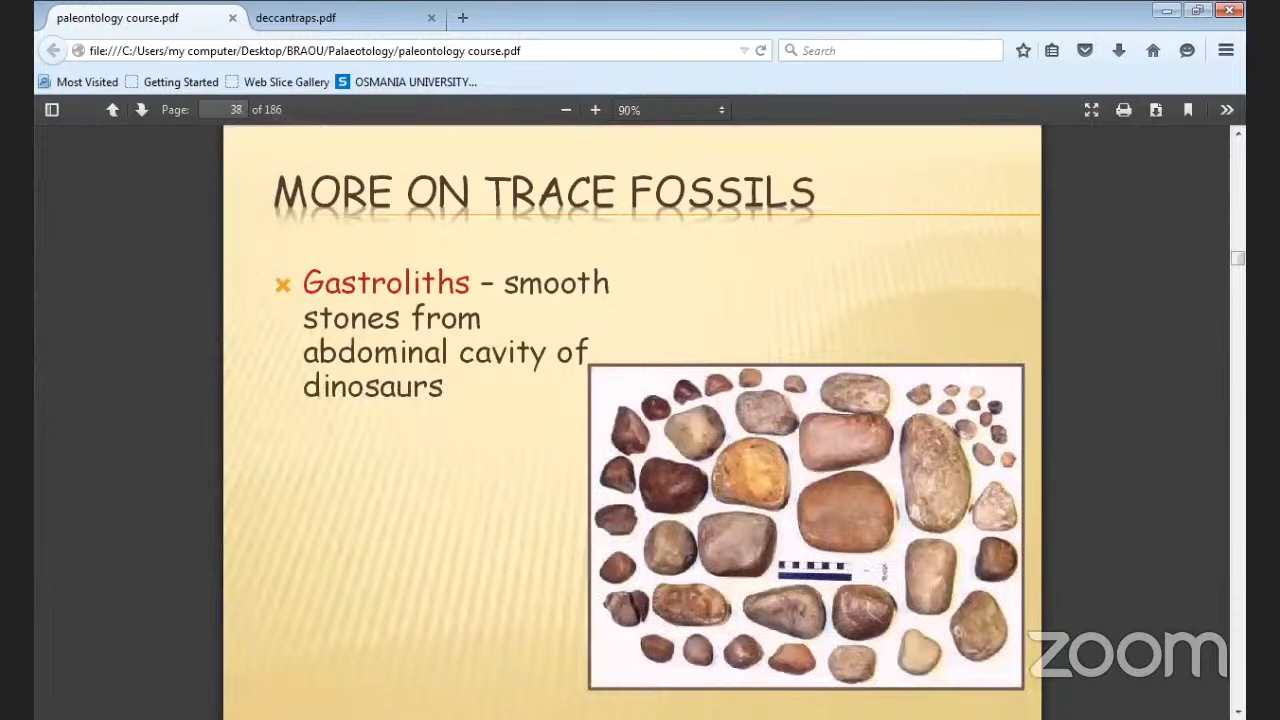 paleontology course.pdf
deccantraps.pdf
file:///C:/Users/my computer/Desktop/BRAOU/Palaeotology/paleontology course.pdf
Search
Most Visited
Getting Started
Web Slice Gallery
S
OSMANIA UNIVERSITY...
Page:
38
of 186
90%
MORE ON TRACE FOSSILS
Gastroliths – smooth
stones from
abdominal cavity of
dinosaurs
zoom